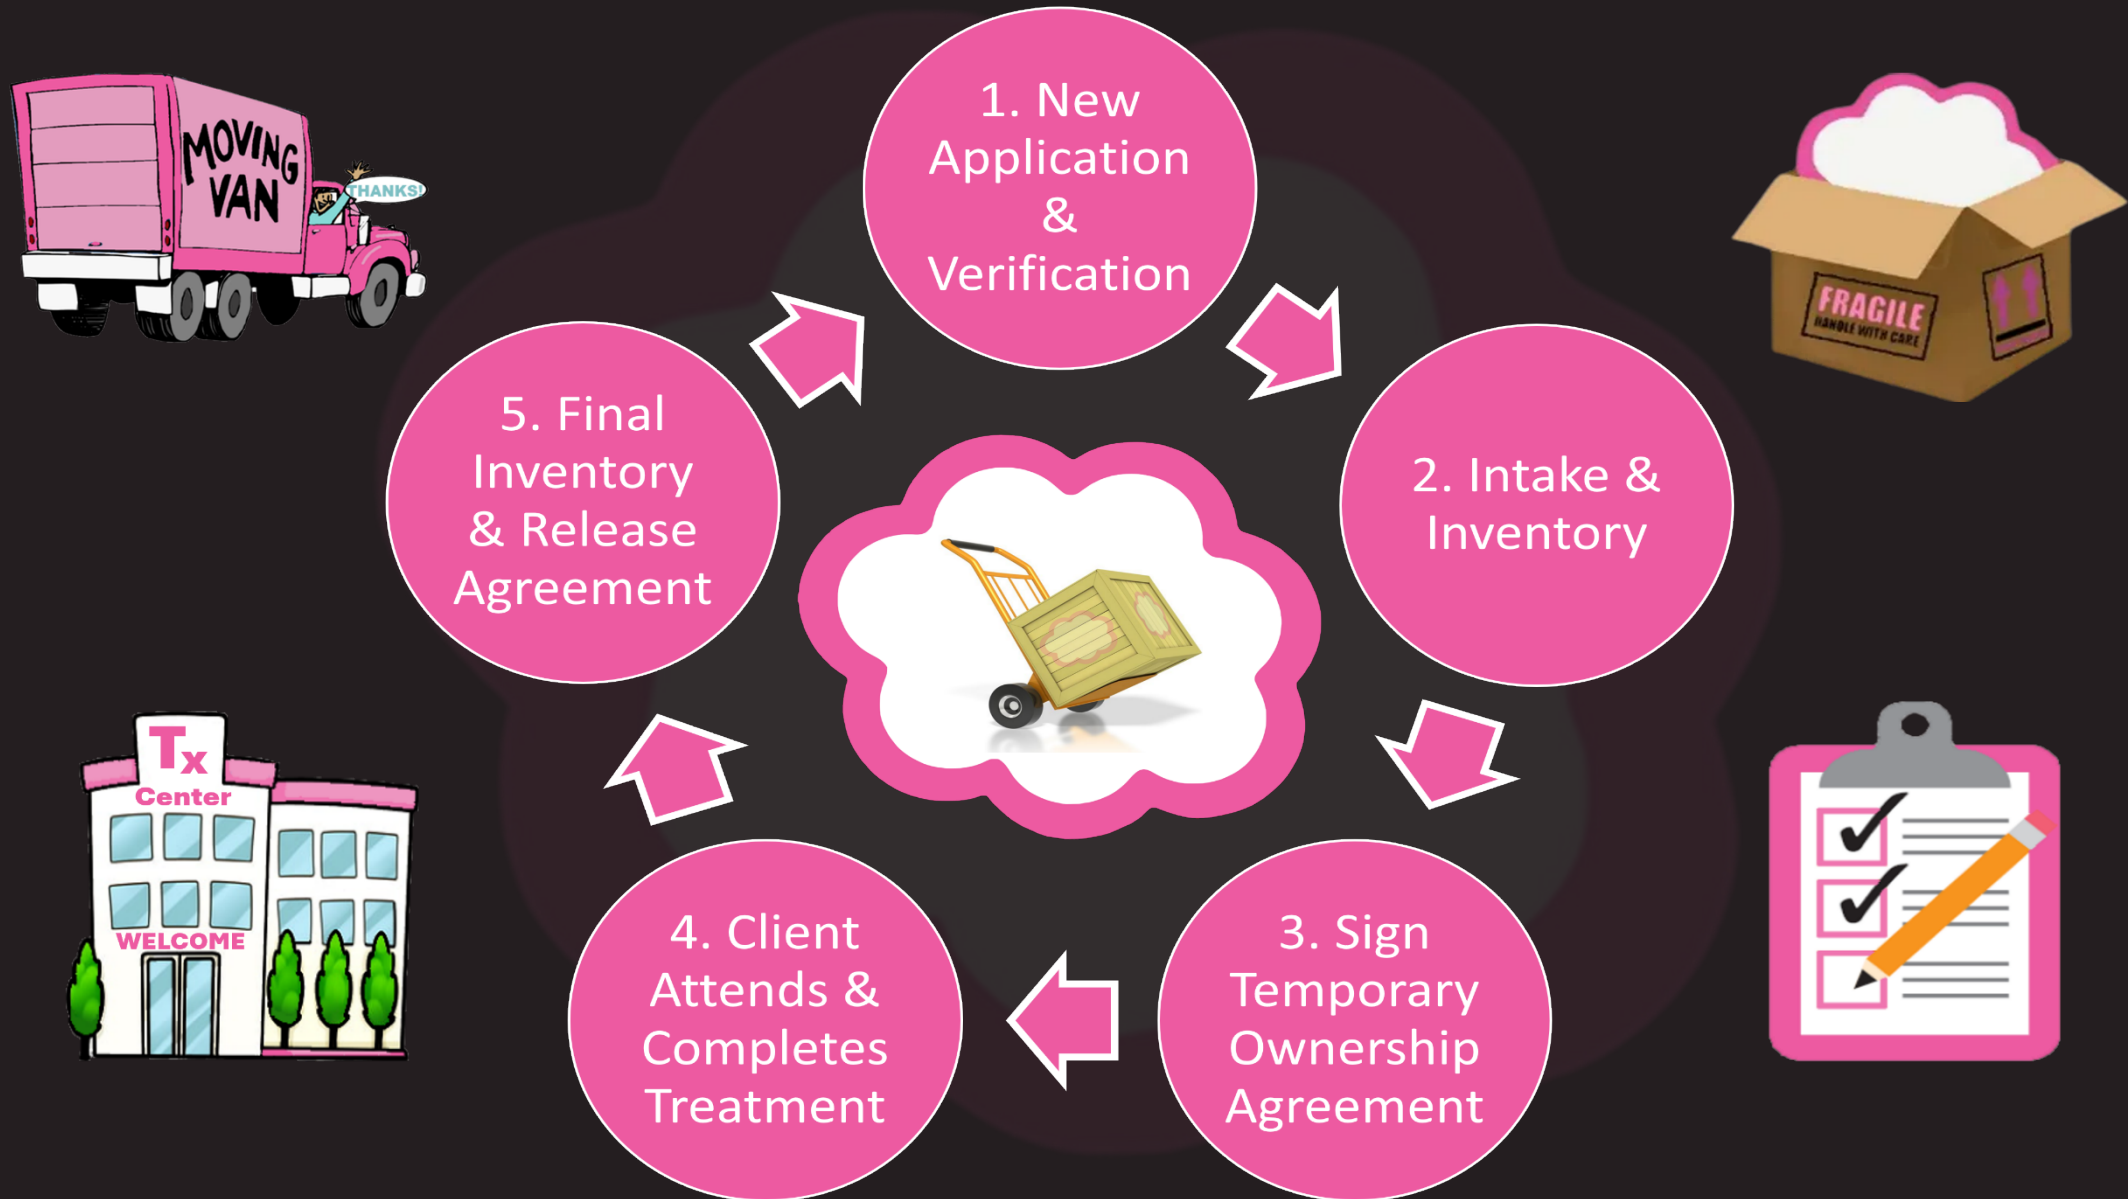 1. New
Application
&
Verification
2. Intake &
Inventory
3. Sign
Temporary
Ownership
Agreement
4. Client
Attends &
Completes
Treatment
5. Final
Inventory
& Release
Agreement
MOVING
VAN
THANKS!
FRAGILE
HANDLE WITH CARE
Tx
Center
WELCOME